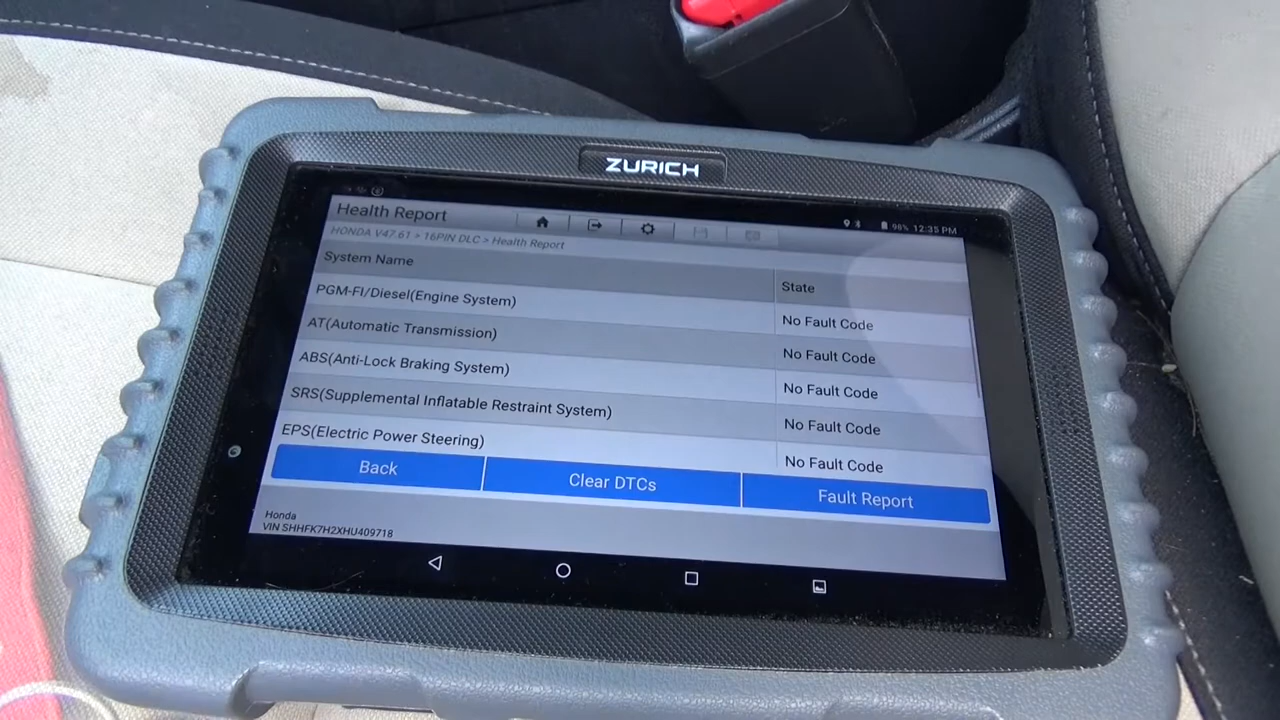 ZURICH
Health Report
98% 12:35 PM
HONDA V47.61 > 16PIN DLC > Health Report
System Name State
PGM-FI/Diesel(Engine System) No Fault Code
AT(Automatic Transmission) No Fault Code
ABS(Anti-Lock Braking System) No Fault Code
SRS(Supplemental Inflatable Restraint System) No Fault Code
EPS(Electric Power Steering) No Fault Code
Back Clear DTCs Fault Report
Honda
VIN SHHFK7H2XHU409718